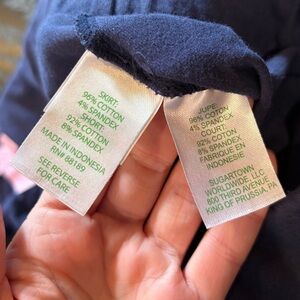 SKIRT:
96% COTTON
4% SPANDEX
SHORT:
92% COTTON
8% SPANDEX
MADE IN INDONESIA
RN# 88189
SEE REVERSE
FOR CARE
JUPE:
96% COTON
4% SPANDEX
COURT:
92% COTON
8% SPANDEX
FABRIQUE EN
INDONESIE
SUGARTOWN
WORLDWIDE, LLC
800 THIRD AVENUE
KING OF PRUSSIA, PA